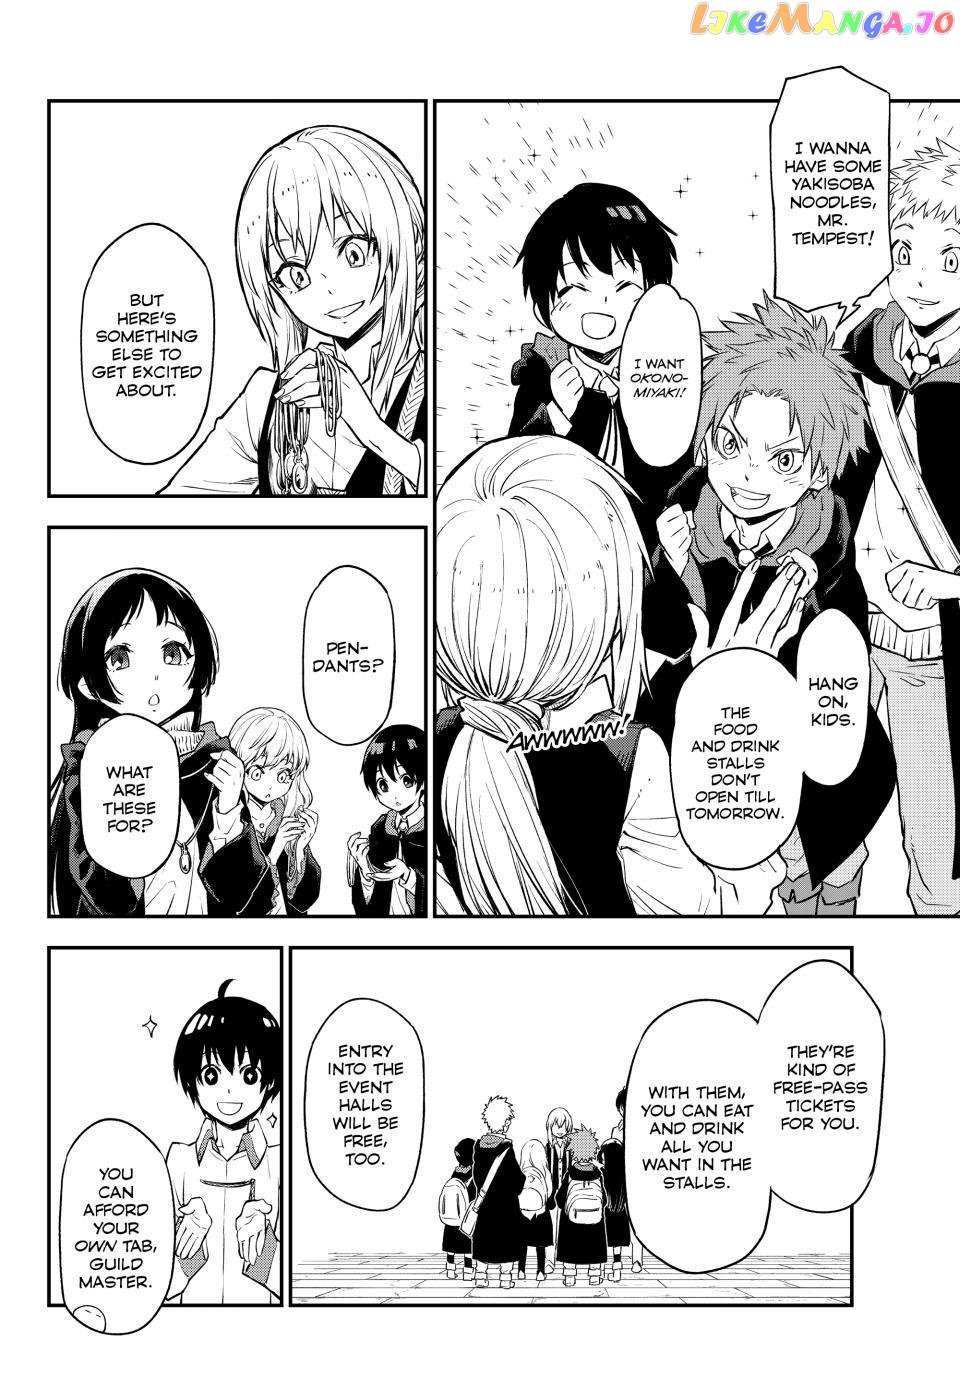 LIKEMANGA.IO
I WANNA
HAVE SOME
YAKISOBA
NOODLES,
MR.
TEMPEST!
I WANT
OKONO-
MIYAKI!
HANG
ON,
KIDS.
THE
FOOD
AND DRINK
STALLS
DON'T
OPEN TILL
TOMORROW.
AWWWWW!
BUT
HERE'S
SOMETHING
ELSE TO
GET EXCITED
ABOUT.
PEN-
DANTS?
WHAT
ARE
THESE
FOR?
THEY'RE
KIND OF
FREE-PASS
TICKETS
FOR YOU.
WITH THEM,
YOU CAN EAT
AND DRINK
ALL YOU
WANT IN THE
STALLS.
ENTRY
INTO THE
EVENT
HALLS
WILL BE
FREE,
TOO.
YOU
CAN
AFFORD
YOUR
OWN TAB,
GUILD
MASTER.